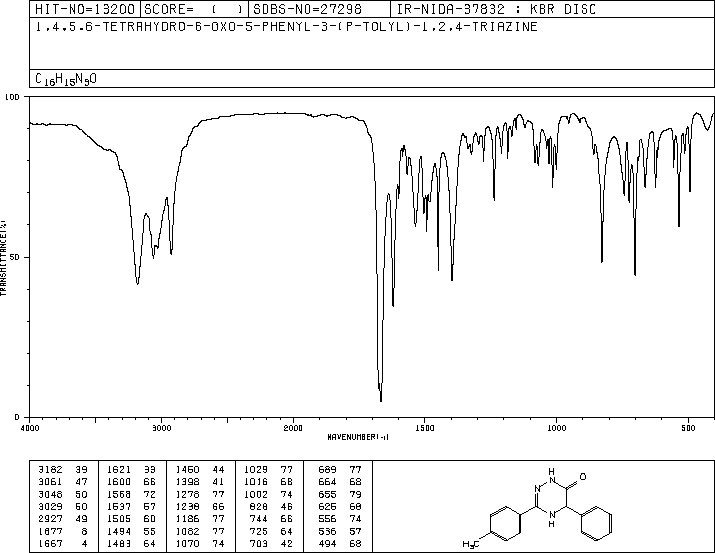 HIT-NO=13200 SCORE= ( ) SDBS-NO=27298 IR-NIDA-37832 : KBR DISC
1,4,5,6-TETRAHYDRO-6-OXO-5-PHENYL-3-(P-TOLYL)-1,2,4-TRIAZINE
C16H15N3O
100
TRANSMITTANCE(%)
50
0
4000 3000 2000 1500 1000 500
WAVENUMBER(-1)
3182 39 1621 33 1450 44 1029 77 689 77
3061 47 1600 66 1398 41 1016 68 664 68
3048 50 1568 72 1278 77 1002 74 655 79
3029 50 1537 57 1238 66 828 46 625 68
2927 49 1505 60 1186 77 744 66 556 74
1677 8 1494 55 1082 77 725 64 536 57
1667 4 1483 64 1070 74 703 42 494 68
H
N
N
O
N
H
H3C